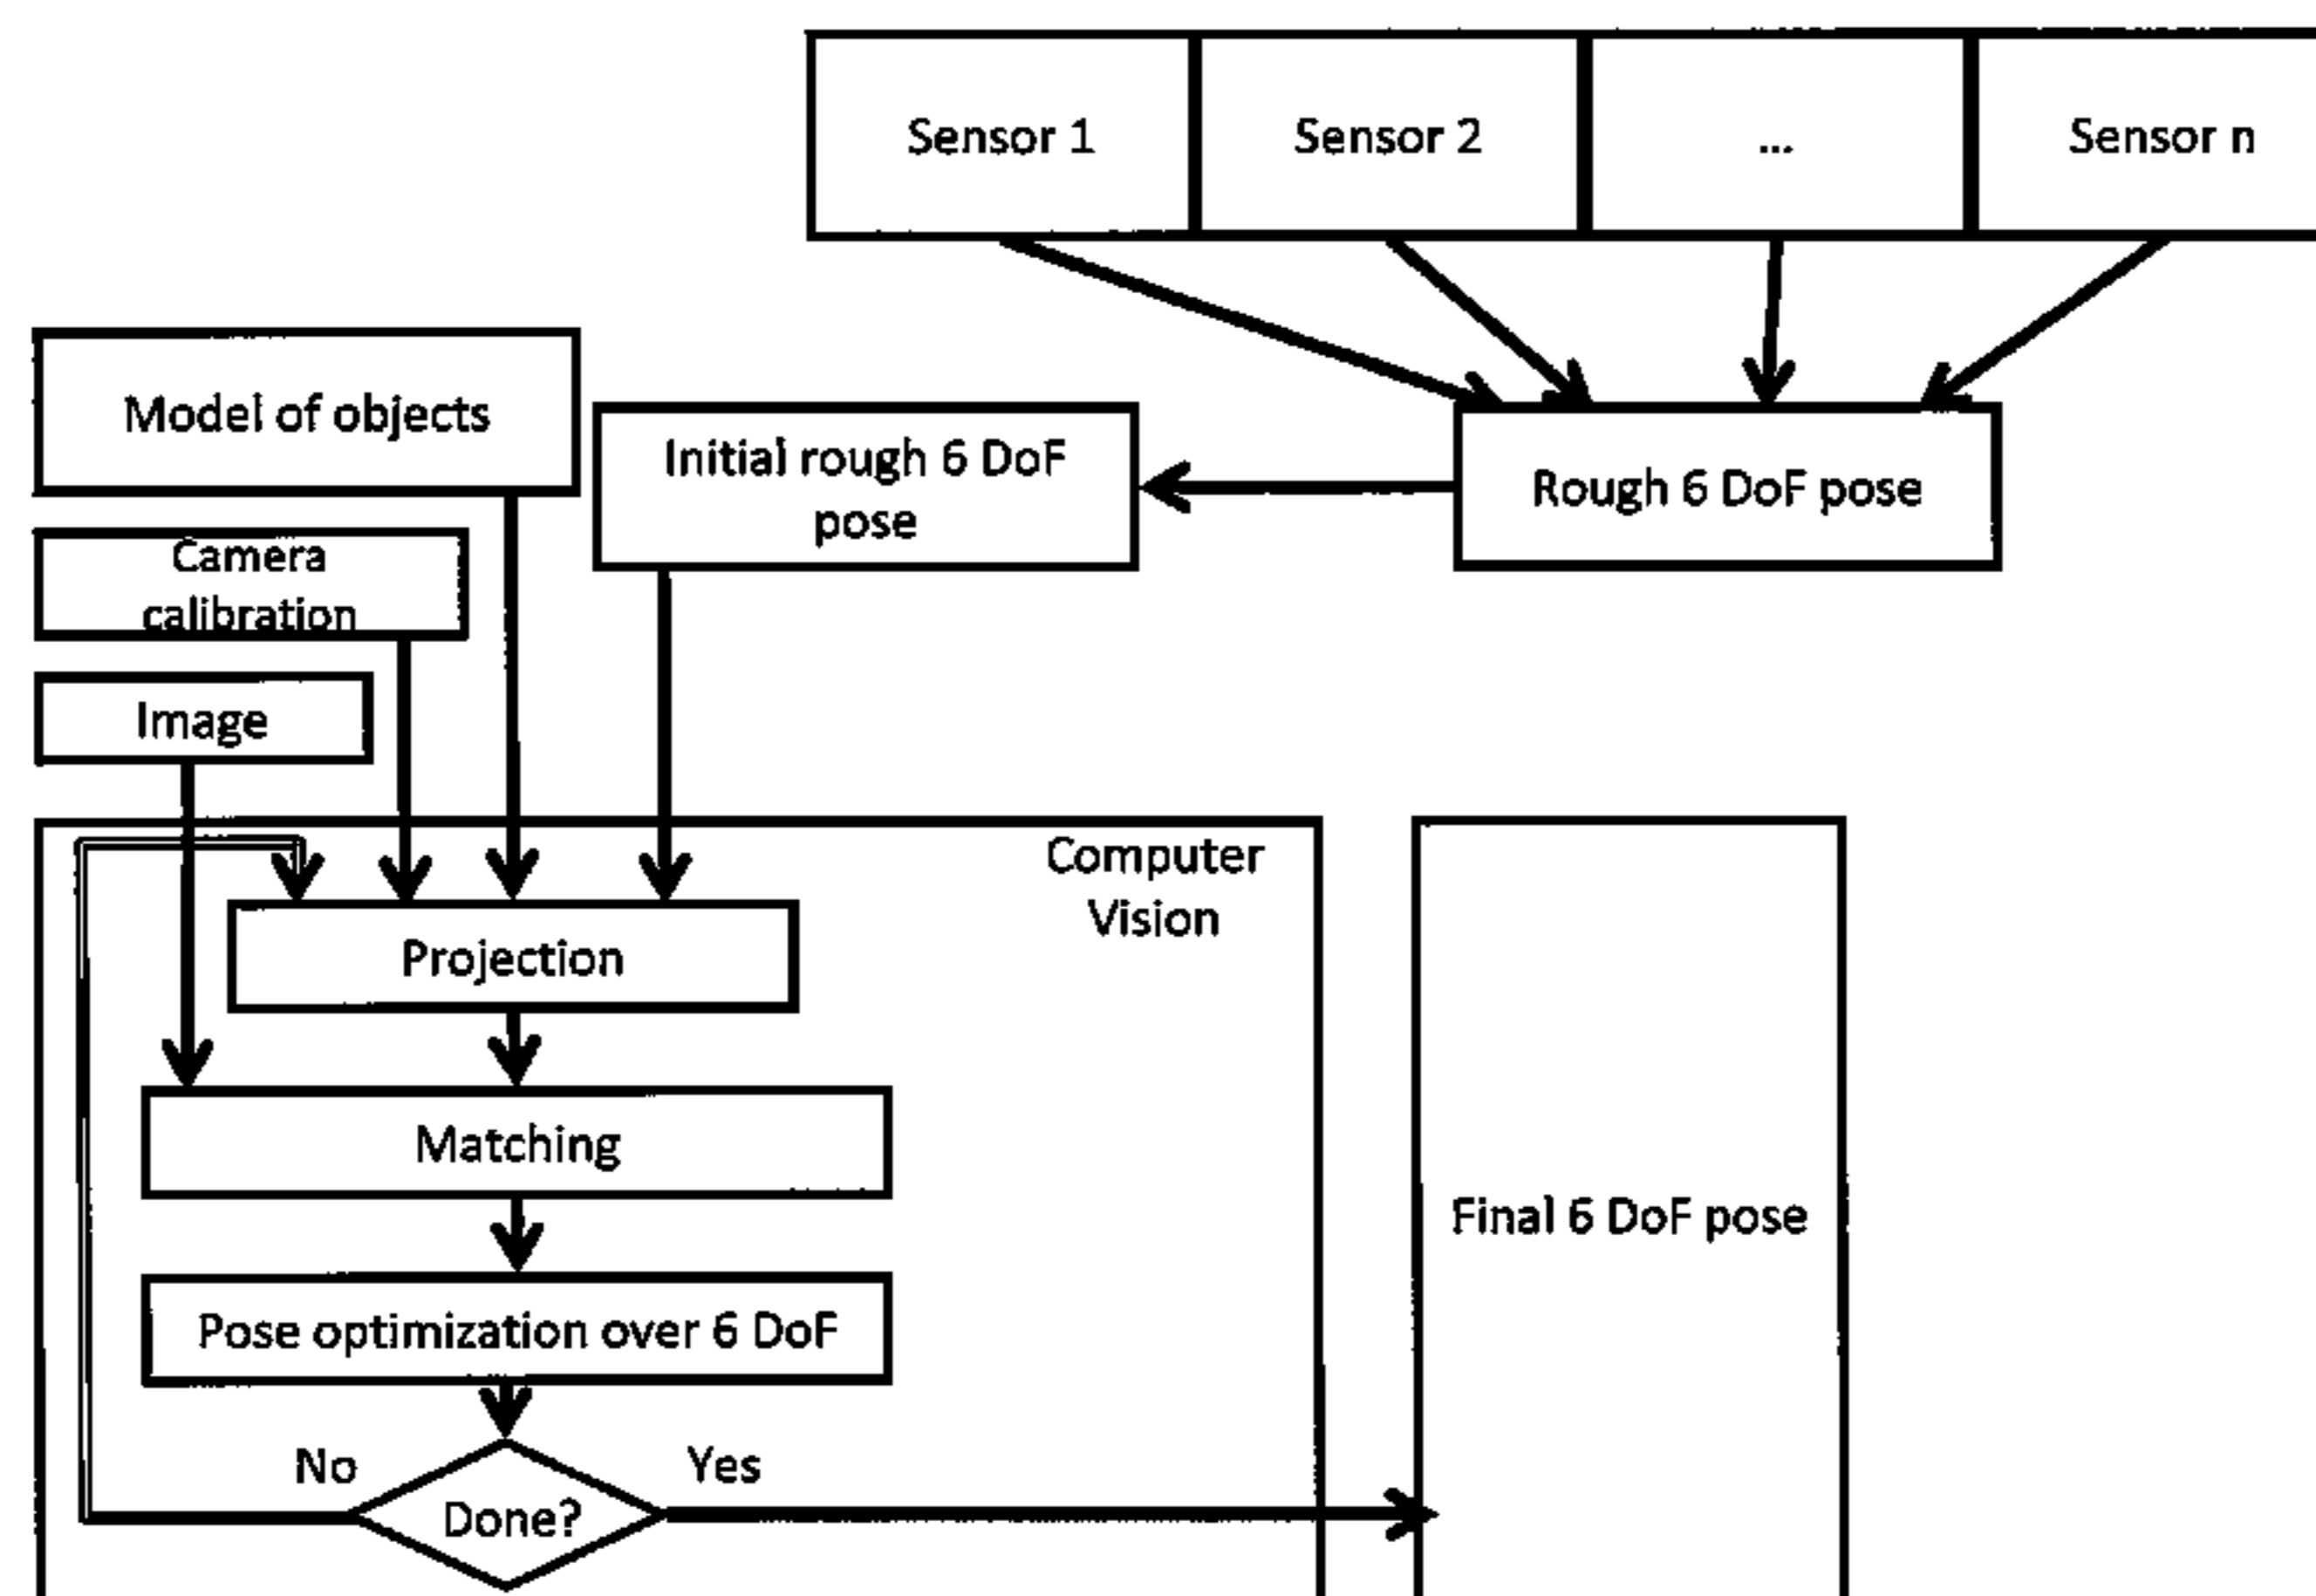 Sensor 1
Sensor 2
...
Sensor n
Model of objects
Initial rough 6 DoF
pose
Rough 6 DoF pose
Camera
calibration
Image
Computer
Vision
Projection
Matching
Final 6 DoF pose
Pose optimization over 6 DoF
No
Yes
Done?